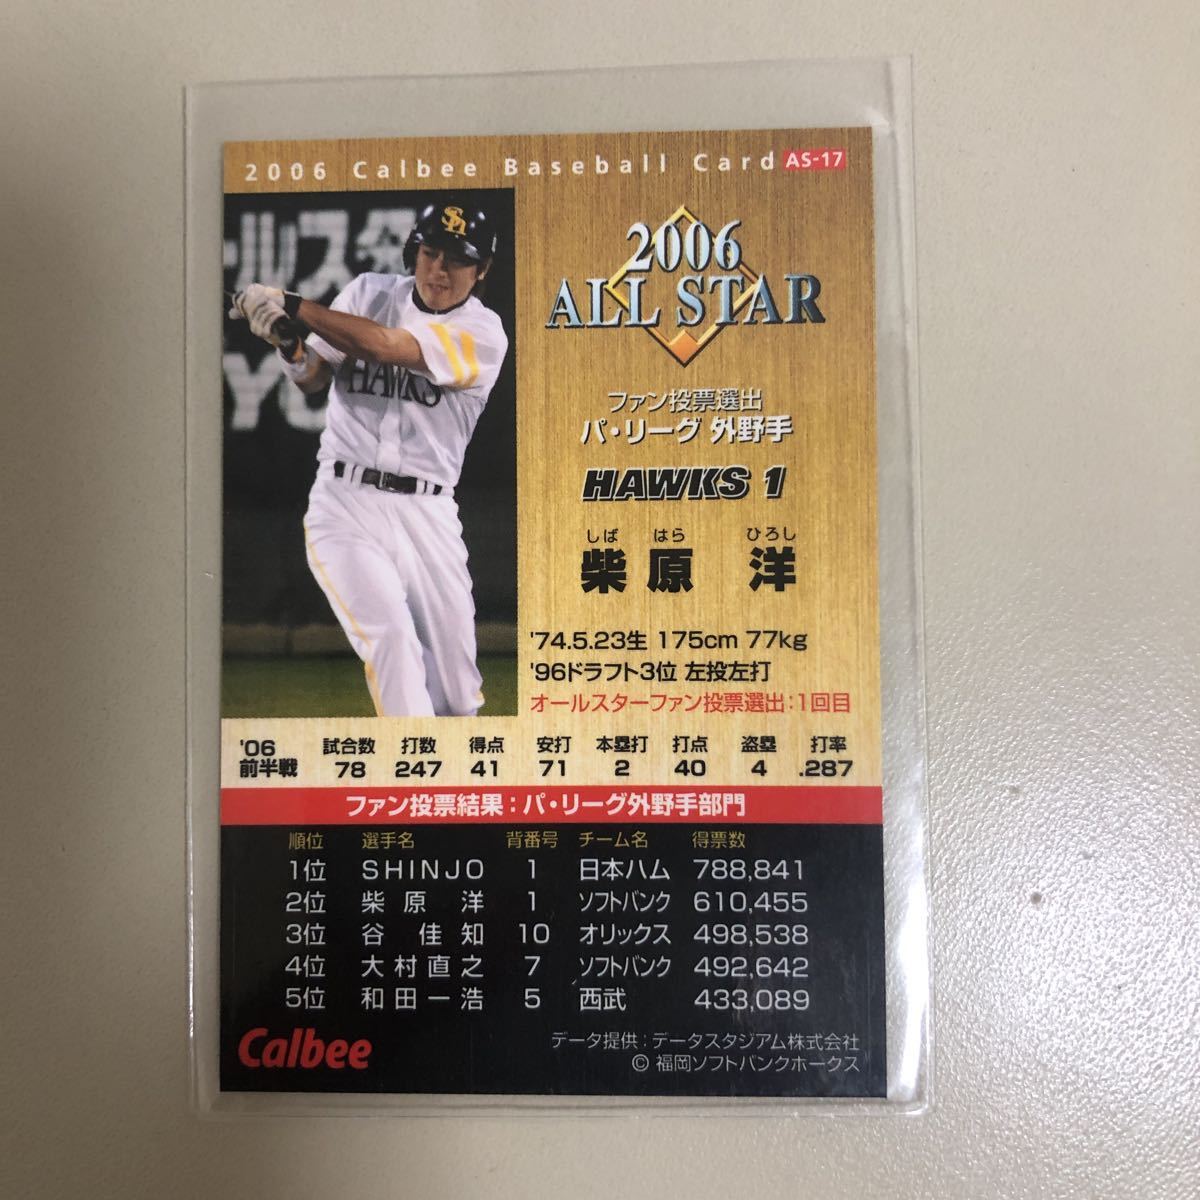 2006 Calbee Baseball Card AS-17
2006
ALL STAR
ファン投票選出
パ・リーグ 外野手
HAWKS 1
しば はら ひろし
柴原 洋
'74.5.23生 175cm 77kg
'96ドラフト3位 左投左打
オールスターファン投票選出:1回目
'06 前半戦 試合数 打数 得点 安打 本塁打 打点 盗塁 打率
78 247 41 71 2 40 4 .287
ファン投票結果:パ・リーグ外野手部門
順位 選手名 背番号 チーム名 得票数
1位 SHINJO 1 日本ハム 788,841
2位 柴原 洋 1 ソフトバンク 610,455
3位 谷 佳知 10 オリックス 498,538
4位 大村直之 7 ソフトバンク 492,642
5位 和田一浩 5 西武 433,089
Calbee
データ提供:データスタジアム株式会社
© 福岡ソフトバンクホークス
HAWKS